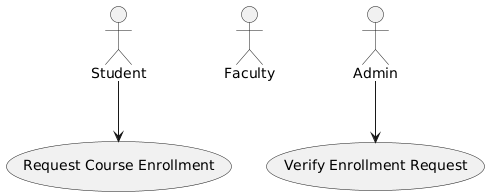 Student
Faculty
Admin
Request Course Enrollment
Verify Enrollment Request